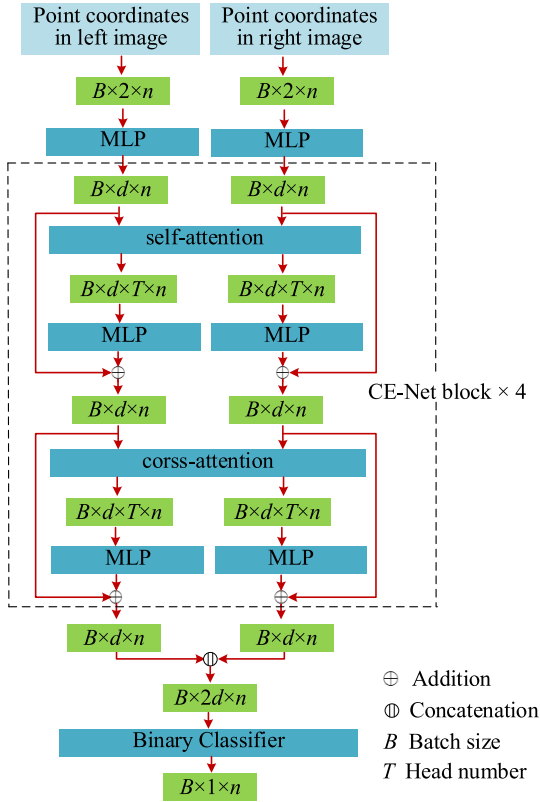 Point coordinates
in left image
Point coordinates
in right image
B×2×n
B×2×n
MLP
MLP
B×d×n
B×d×n
self-attention
B×d×T×n
B×d×T×n
MLP
MLP
B×d×n
B×d×n
CE-Net block × 4
corss-attention
B×d×T×n
B×d×T×n
MLP
MLP
B×d×n
B×d×n
B×2d×n
Binary Classifier
B×1×n
Addition
Concatenation
B Batch size
T Head number